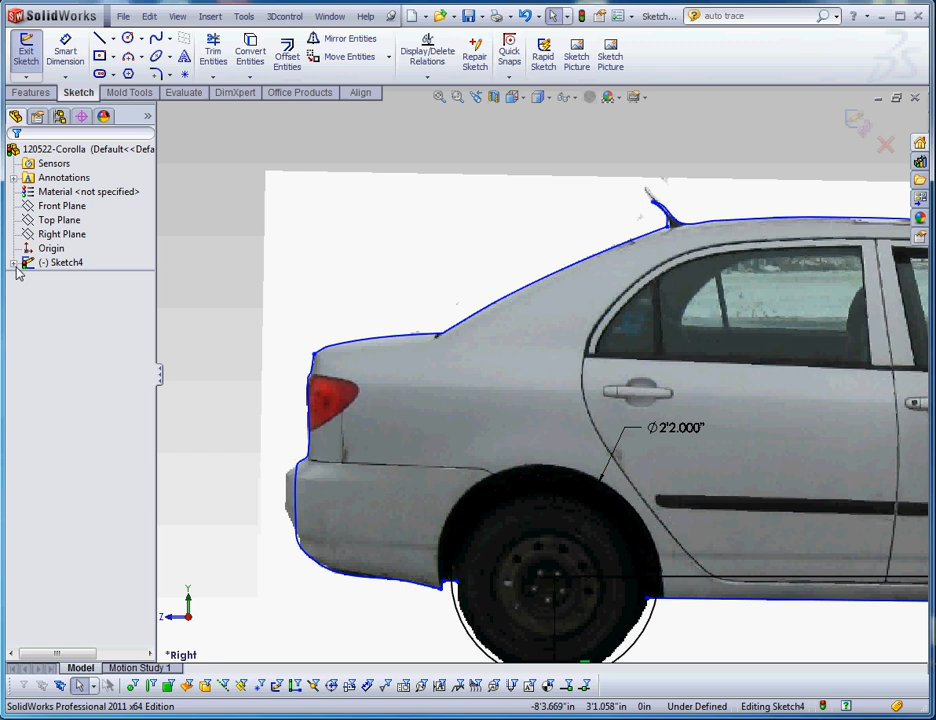 SolidWorks File Edit View Insert Tools 3Dcontrol Window Help Sketch... auto trace ?
Exit Sketch Smart Dimension Trim Entities Convert Entities Offset Entities Mirror Entities Move Entities Display/Delete Relations Repair Sketch Quick Snaps Rapid Sketch Sketch Picture Sketch Picture
Features Sketch Mold Tools Evaluate DimXpert Office Products Align
»
120522-Corolla (Default<<Defa
Sensors
Annotations
Material <not specified>
Front Plane
Top Plane
Right Plane
Origin
(-) Sketch4
Ø2'2.000"
Y
Z
*Right
Model Motion Study 1
SolidWorks Professional 2011 x64 Edition -8'3.669"in 3'1.058"in 0in Under Defined Editing Sketch4 ?